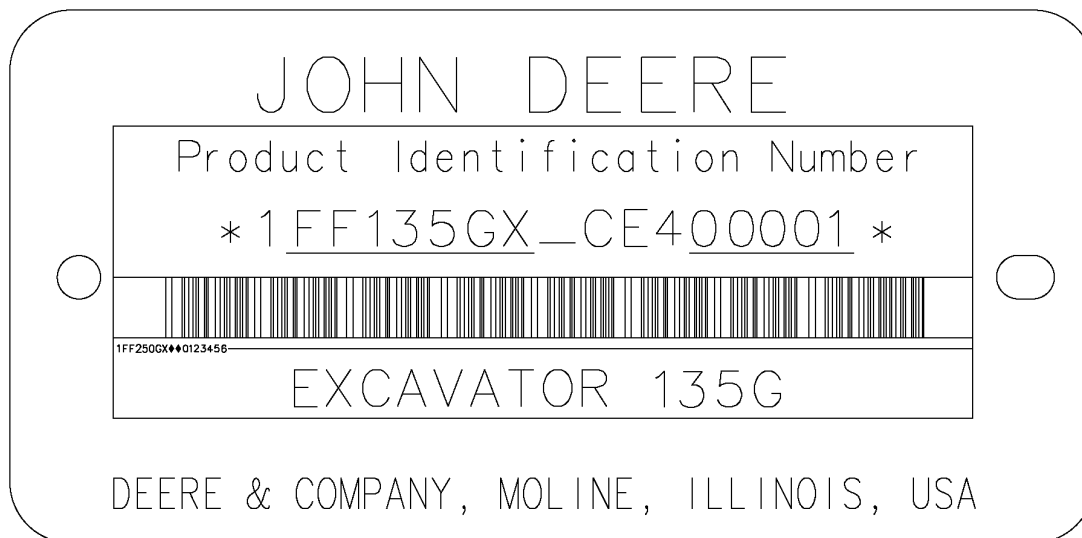 JOHN DEERE
Product Identification Number
*1FF135GX_CE400001*
1FF250GX♦♦0123456
EXCAVATOR 135G
DEERE & COMPANY, MOLINE, ILLINOIS, USA